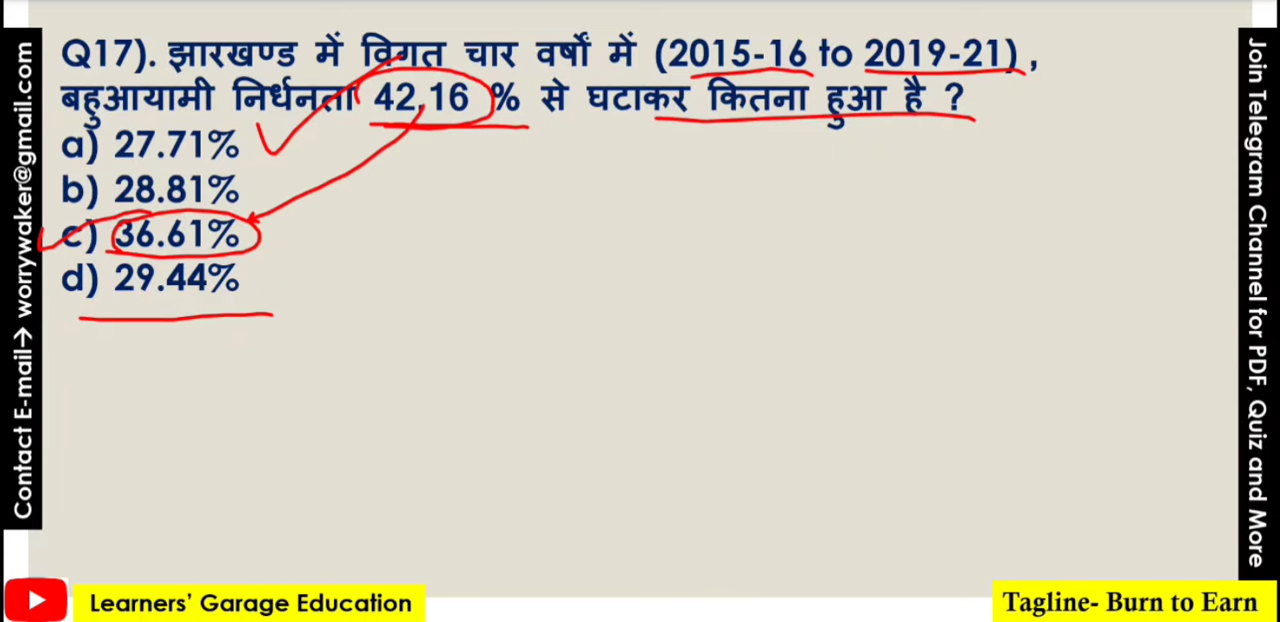 Q17). झारखण्ड में विगत चार वर्षों में (2015-16 to 2019-21) ,
बहुआयामी निर्धनता 42.16 % से घटाकर कितना हुआ है ?
a) 27.71%
b) 28.81%
c) 36.61%
d) 29.44%
Contact E-mail→ worrywaker@gmail.com
Join Telegram Channel for PDF, Quiz and More
Learners’ Garage Education
Tagline- Burn to Earn